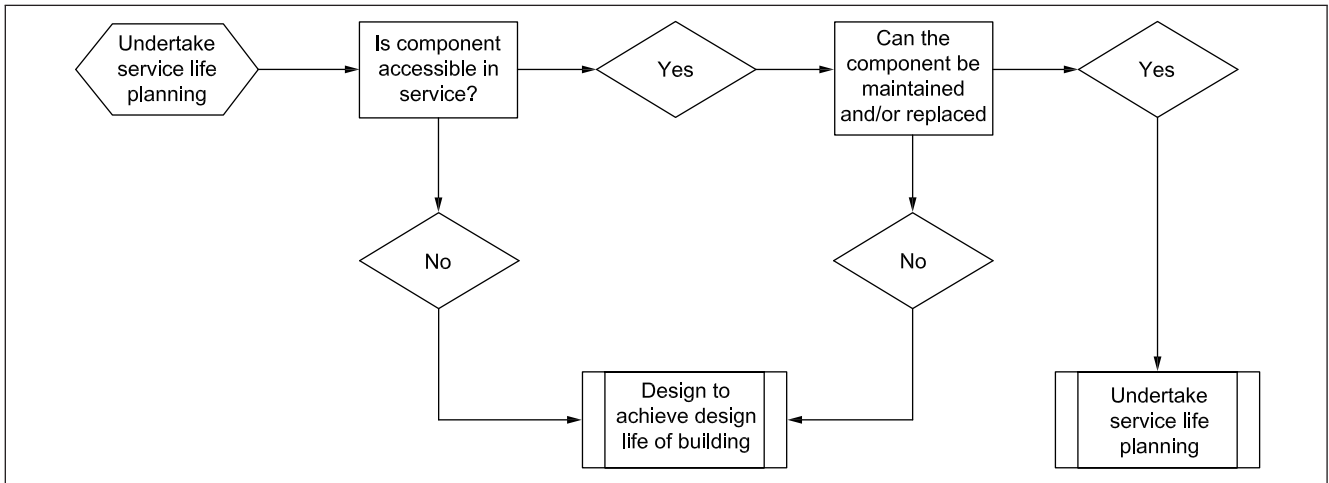 Undertake
service life
planning
Is component
accessible in
service?
Yes
Can the
component be
maintained
and/or replaced
Yes
No
No
Design to
achieve design
life of building
Undertake
service life
planning